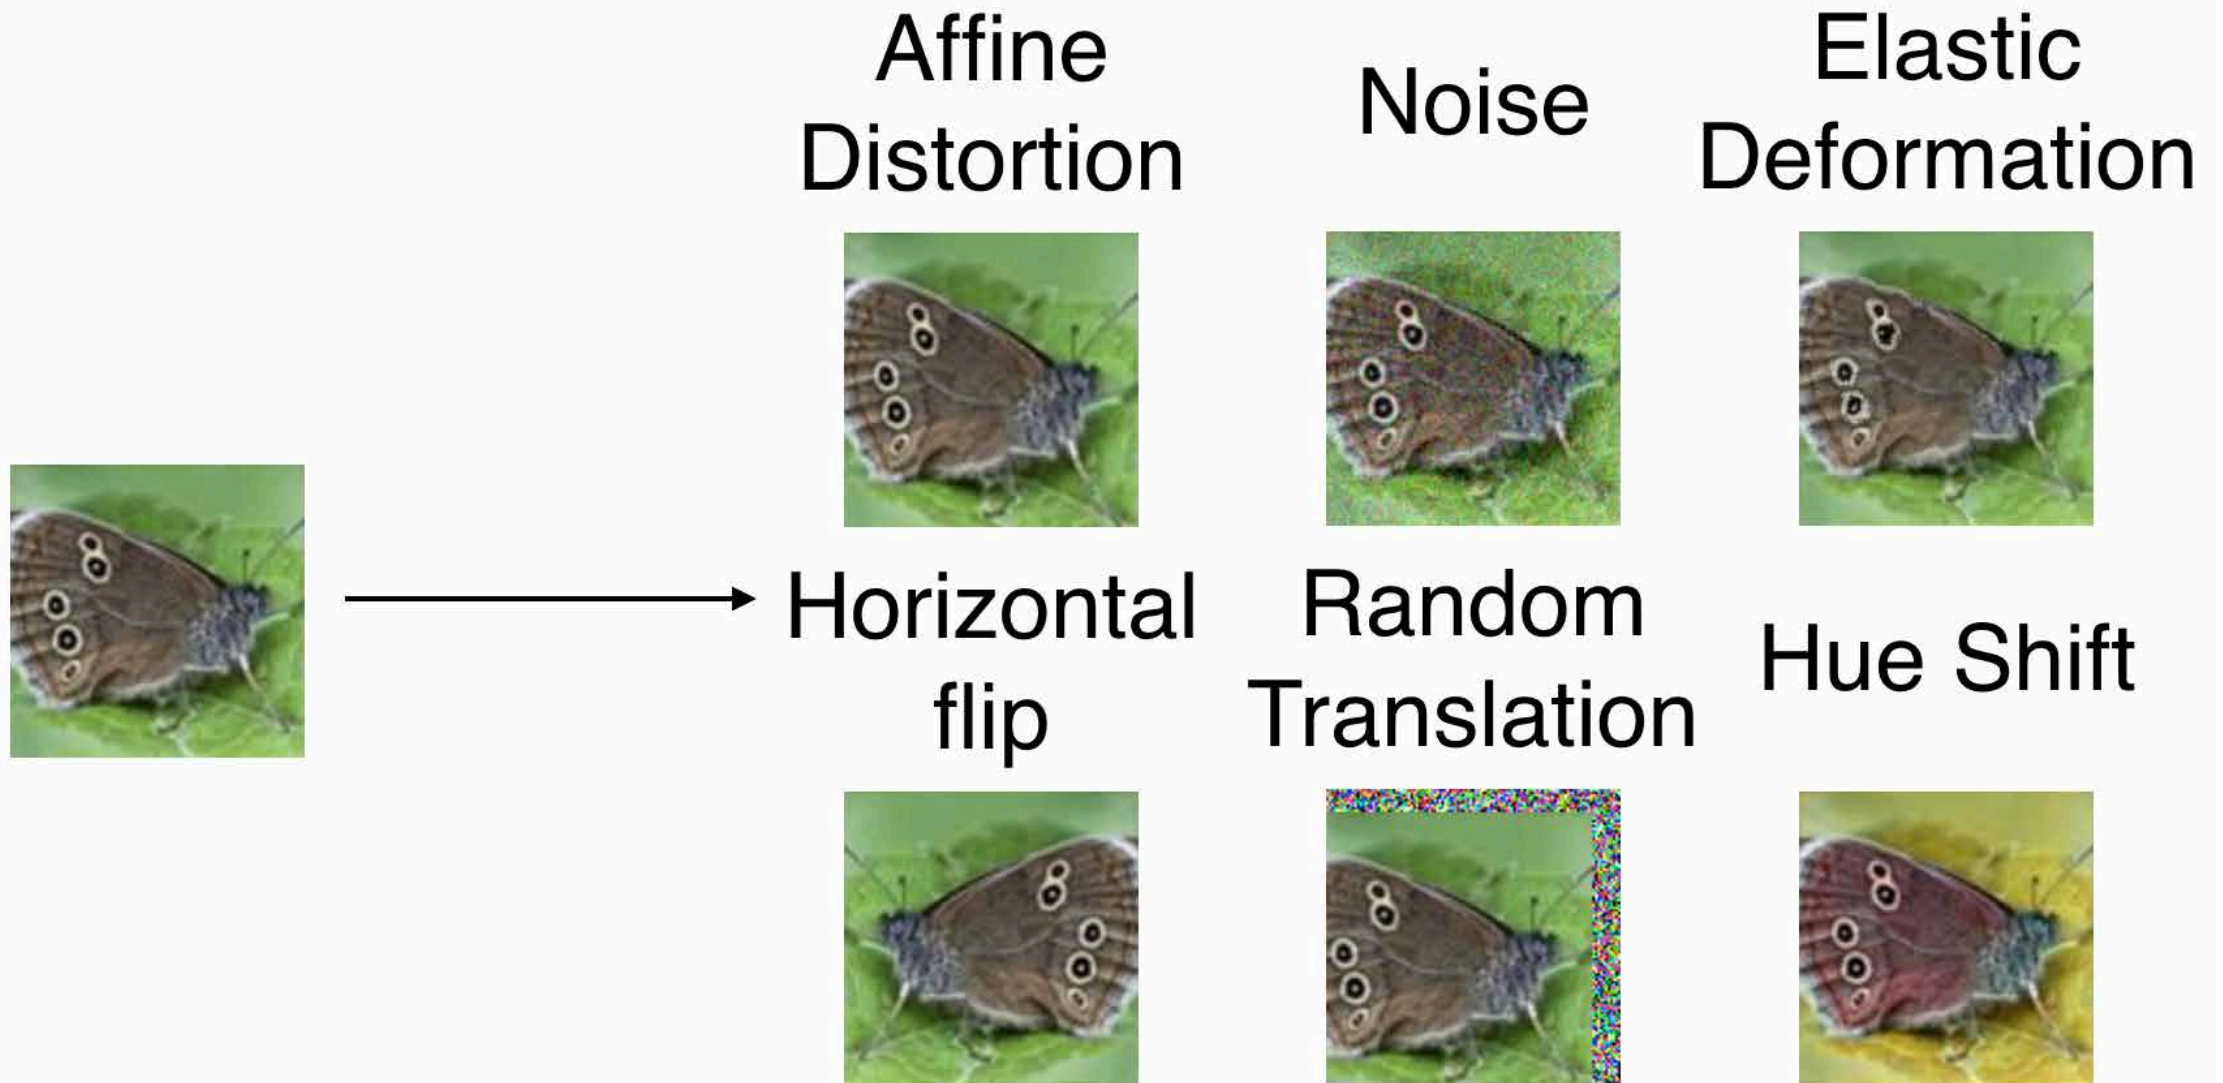 Affine
Distortion
Noise
Elastic
Deformation
Horizontal
flip
Random
Translation
Hue Shift